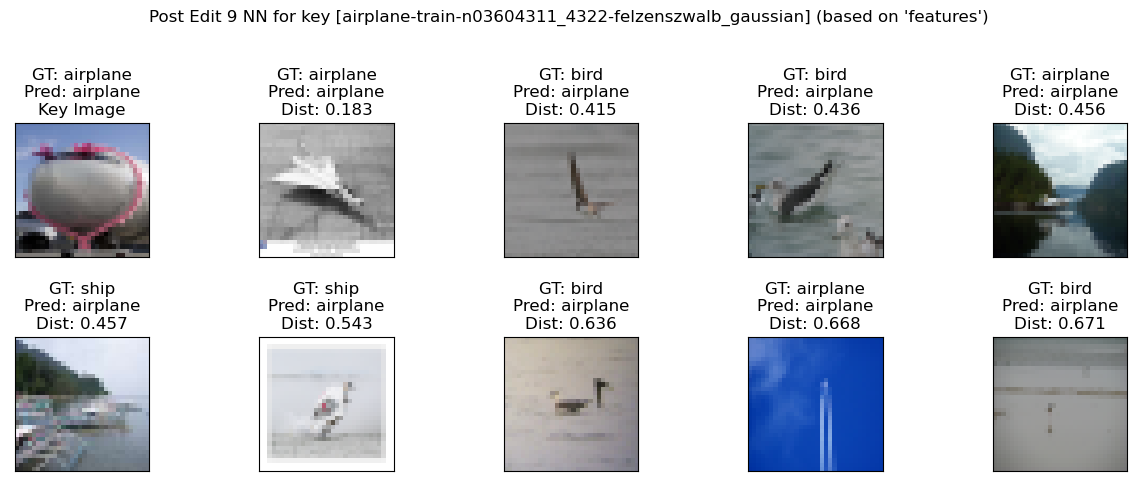 Post Edit 9 NN for key [airplane-train-n03604311_4322-felzenszwalb_gaussian] (based on 'features')
GT: airplane
Pred: airplane
Key Image
GT: airplane
Pred: airplane
Dist: 0.183
GT: bird
Pred: airplane
Dist: 0.415
GT: bird
Pred: airplane
Dist: 0.436
GT: airplane
Pred: airplane
Dist: 0.456
GT: ship
Pred: airplane
Dist: 0.457
GT: ship
Pred: airplane
Dist: 0.543
GT: bird
Pred: airplane
Dist: 0.636
GT: airplane
Pred: airplane
Dist: 0.668
GT: bird
Pred: airplane
Dist: 0.671